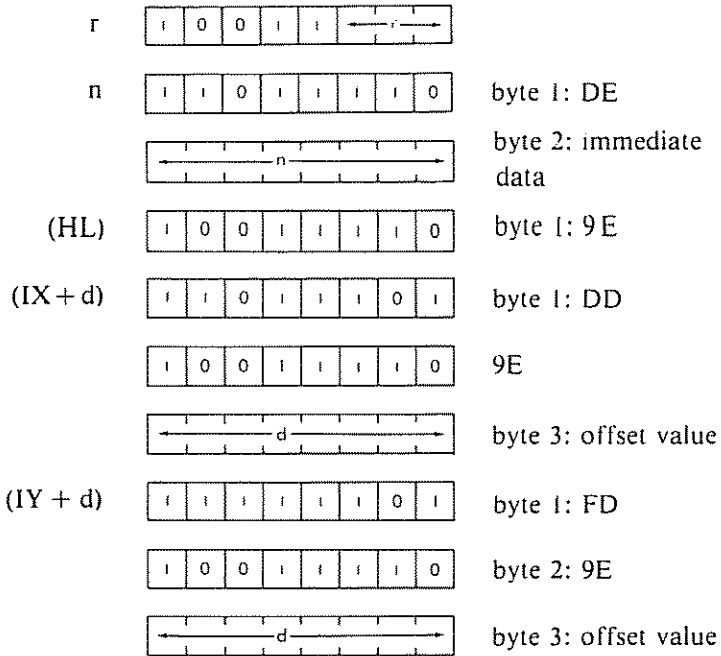 r 1 0 0 1 1 r
n 1 1 0 1 1 1 1 0 byte 1: DE
n byte 2: immediate
data
(HL) 1 0 0 1 1 1 1 0 byte 1: 9E
(IX + d) 1 1 0 1 1 1 0 1 byte 1: DD
1 0 0 1 1 1 1 0 9E
d byte 3: offset value
(IY + d) 1 1 1 1 1 1 0 1 byte 1: FD
1 0 0 1 1 1 1 0 byte 2: 9E
d byte 3: offset value